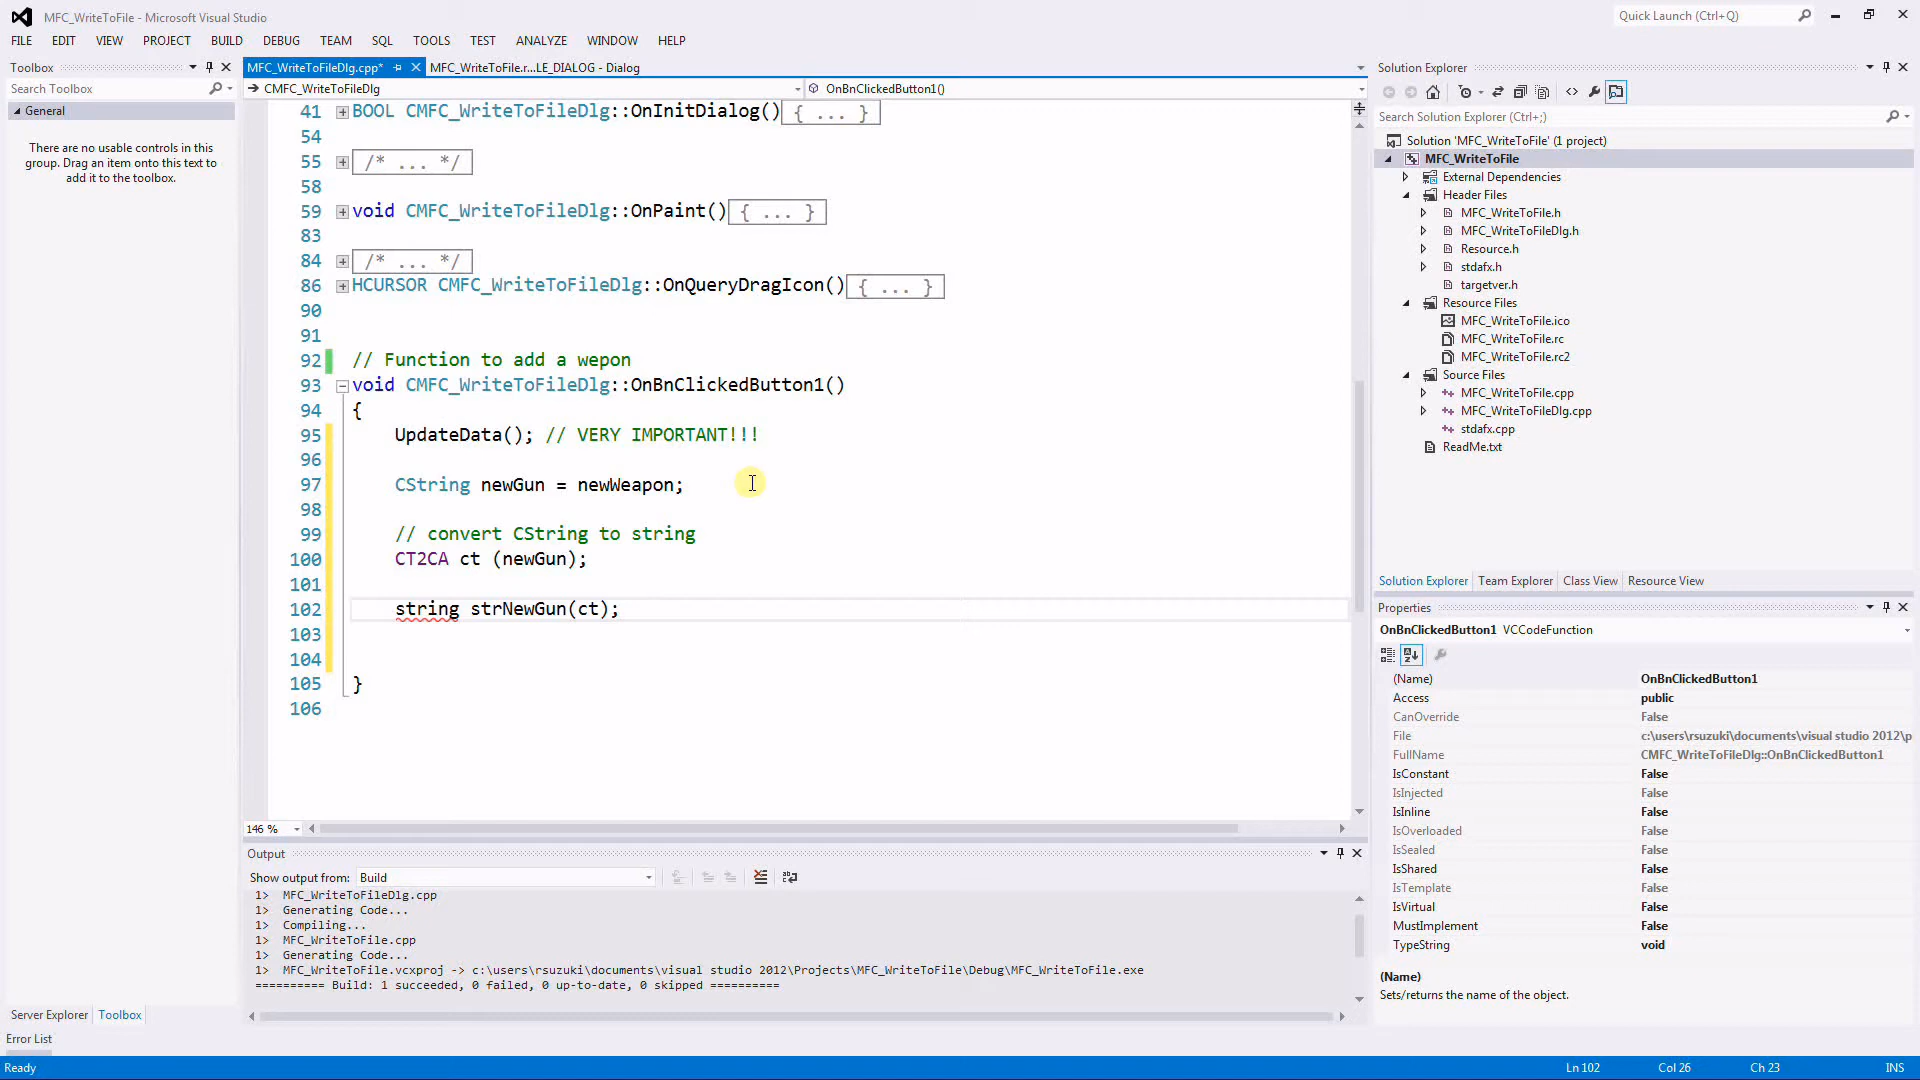 MFC_WriteToFile - Microsoft Visual Studio
Quick Launch (Ctrl+Q)
FILE EDIT VIEW PROJECT BUILD DEBUG TEAM SQL TOOLS TEST ANALYZE WINDOW HELP
Toolbox
Search Toolbox
General
There are no usable controls in this
group. Drag an item onto this text to
add it to the toolbox.
Server Explorer Toolbox
MFC_WriteToFileDlg.cpp* MFC_WriteToFile.r...LE_DIALOG - Dialog
CMFC_WriteToFileDlg OnBnClickedButton1()
41 BOOL CMFC_WriteToFileDlg::OnInitDialog() { ... }
54
55 /* ... */
58
59 void CMFC_WriteToFileDlg::OnPaint() { ... }
83
84 /* ... */
86 HCURSOR CMFC_WriteToFileDlg::OnQueryDragIcon() { ... }
90
91
92 // Function to add a wepon
93 void CMFC_WriteToFileDlg::OnBnClickedButton1()
94 {
95 UpdateData(); // VERY IMPORTANT!!!
96
97 CString newGun = newWeapon;
98
99 // convert CString to string
100 CT2CA ct (newGun);
101
102 string strNewGun(ct);
103
104
105 }
106
146 %
Output
Show output from: Build
1> MFC_WriteToFileDlg.cpp
1> Generating Code...
1> Compiling...
1> MFC_WriteToFile.cpp
1> Generating Code...
1> MFC_WriteToFile.vcxproj -> c:\users\rsuzuki\documents\visual studio 2012\Projects\MFC_WriteToFile\Debug\MFC_WriteToFile.exe
========== Build: 1 succeeded, 0 failed, 0 up-to-date, 0 skipped ==========
Solution Explorer
Search Solution Explorer (Ctrl+;)
Solution 'MFC_WriteToFile' (1 project)
MFC_WriteToFile
External Dependencies
Header Files
MFC_WriteToFile.h
MFC_WriteToFileDlg.h
Resource.h
stdafx.h
targetver.h
Resource Files
MFC_WriteToFile.ico
MFC_WriteToFile.rc
MFC_WriteToFile.rc2
Source Files
MFC_WriteToFile.cpp
MFC_WriteToFileDlg.cpp
stdafx.cpp
ReadMe.txt
Solution Explorer Team Explorer Class View Resource View
Properties
OnBnClickedButton1 VCCodeFunction
(Name) OnBnClickedButton1
Access public
CanOverride False
File c:\users\rsuzuki\documents\visual studio 2012\p
FullName CMFC_WriteToFileDlg::OnBnClickedButton1
IsConstant False
IsInjected False
IsInline False
IsOverloaded False
IsSealed False
IsShared False
IsTemplate False
IsVirtual False
MustImplement False
TypeString void
(Name)
Sets/returns the name of the object.
Error List
Ready Ln 102 Col 26 Ch 23 INS